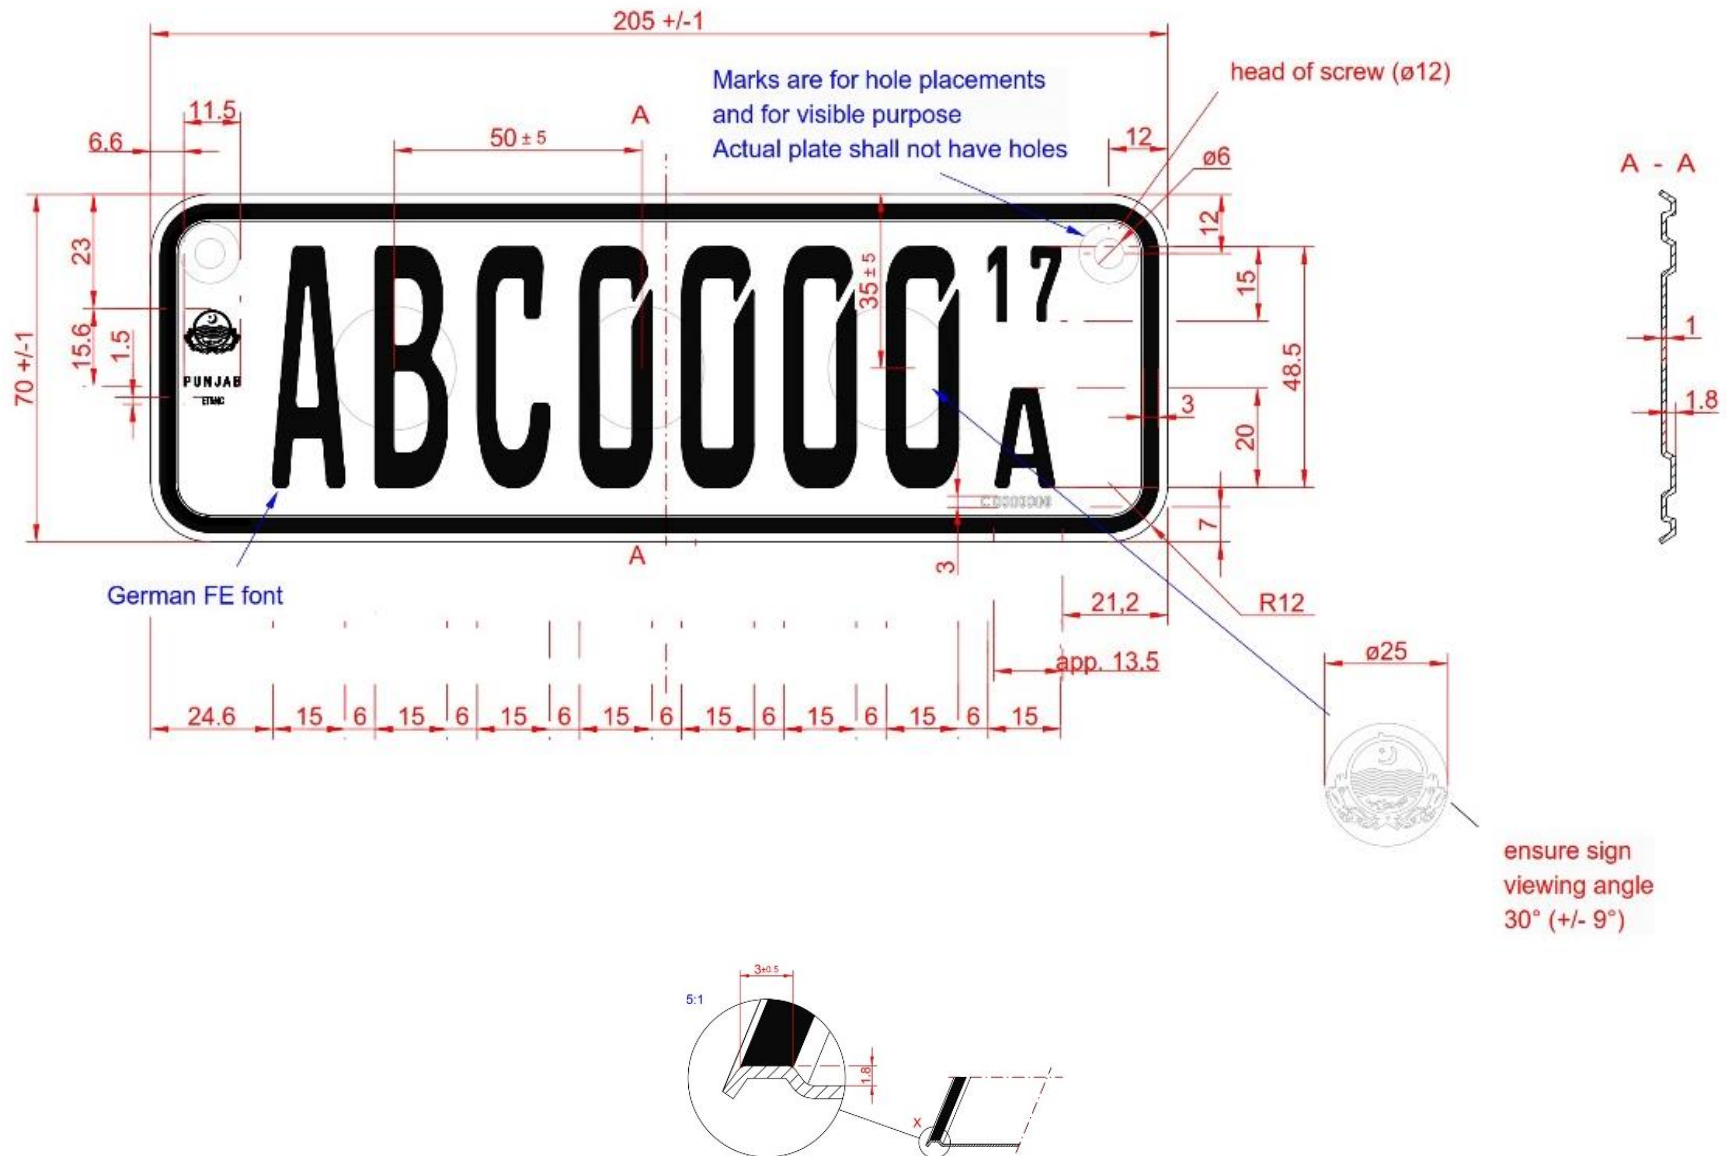 205 +/-1
Marks are for hole placements
and for visible purpose
Actual plate shall not have holes
head of screw (ø12)
11.5
6.6
50 ± 5
A
12
ø6
A - A
23
12
35 ± 5
15
ABC0000
17
15.6
1.5
70 +/-1
PUNJAB
48.5
1
1.8
3
20
A
7
3
A
German FE font
21,2
R12
app. 13.5
ø25
24.6 15 6 15 6 15 6 15 6 15 6 15 6 15 6 15
ensure sign
viewing angle
30° (+/- 9°)
3±0.5
5:1
1.8
X